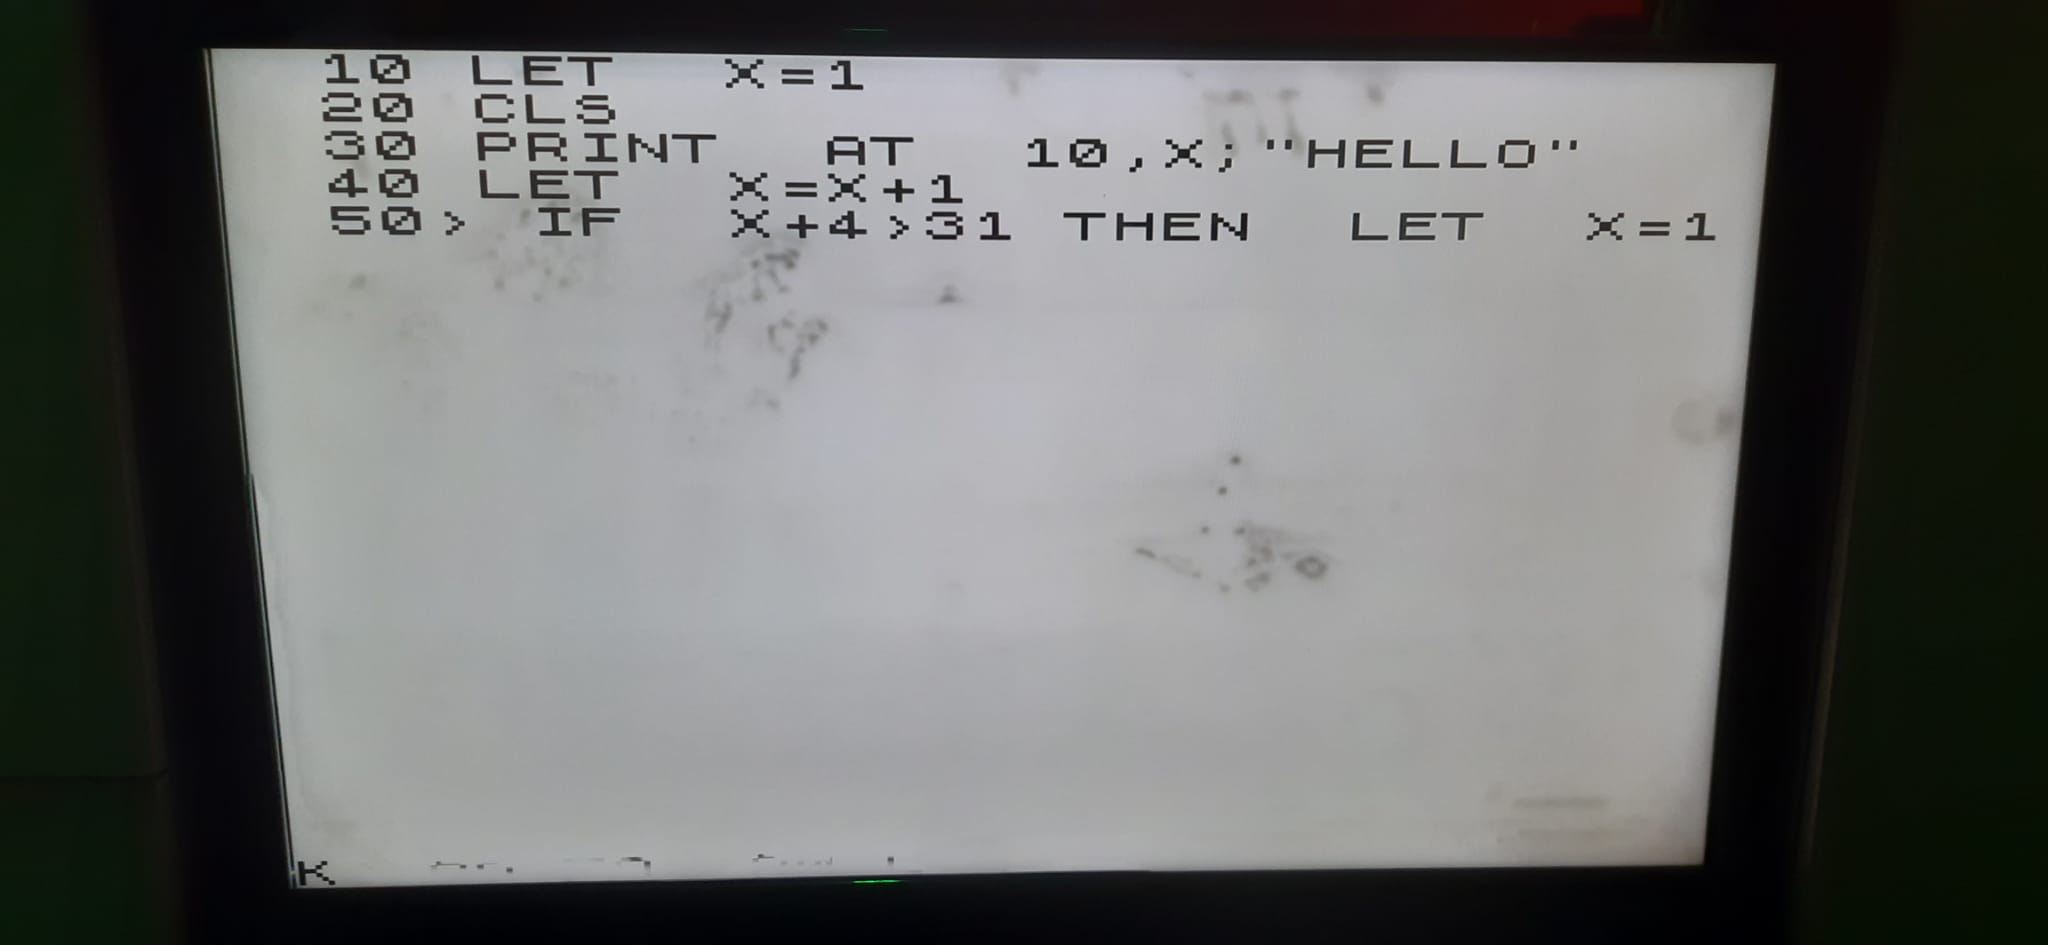 10 LET X=1
20 CLS
30 PRINT AT 10,X;"HELLO"
40 LET X=X+1
50> IF X+4>31 THEN LET X=1
K